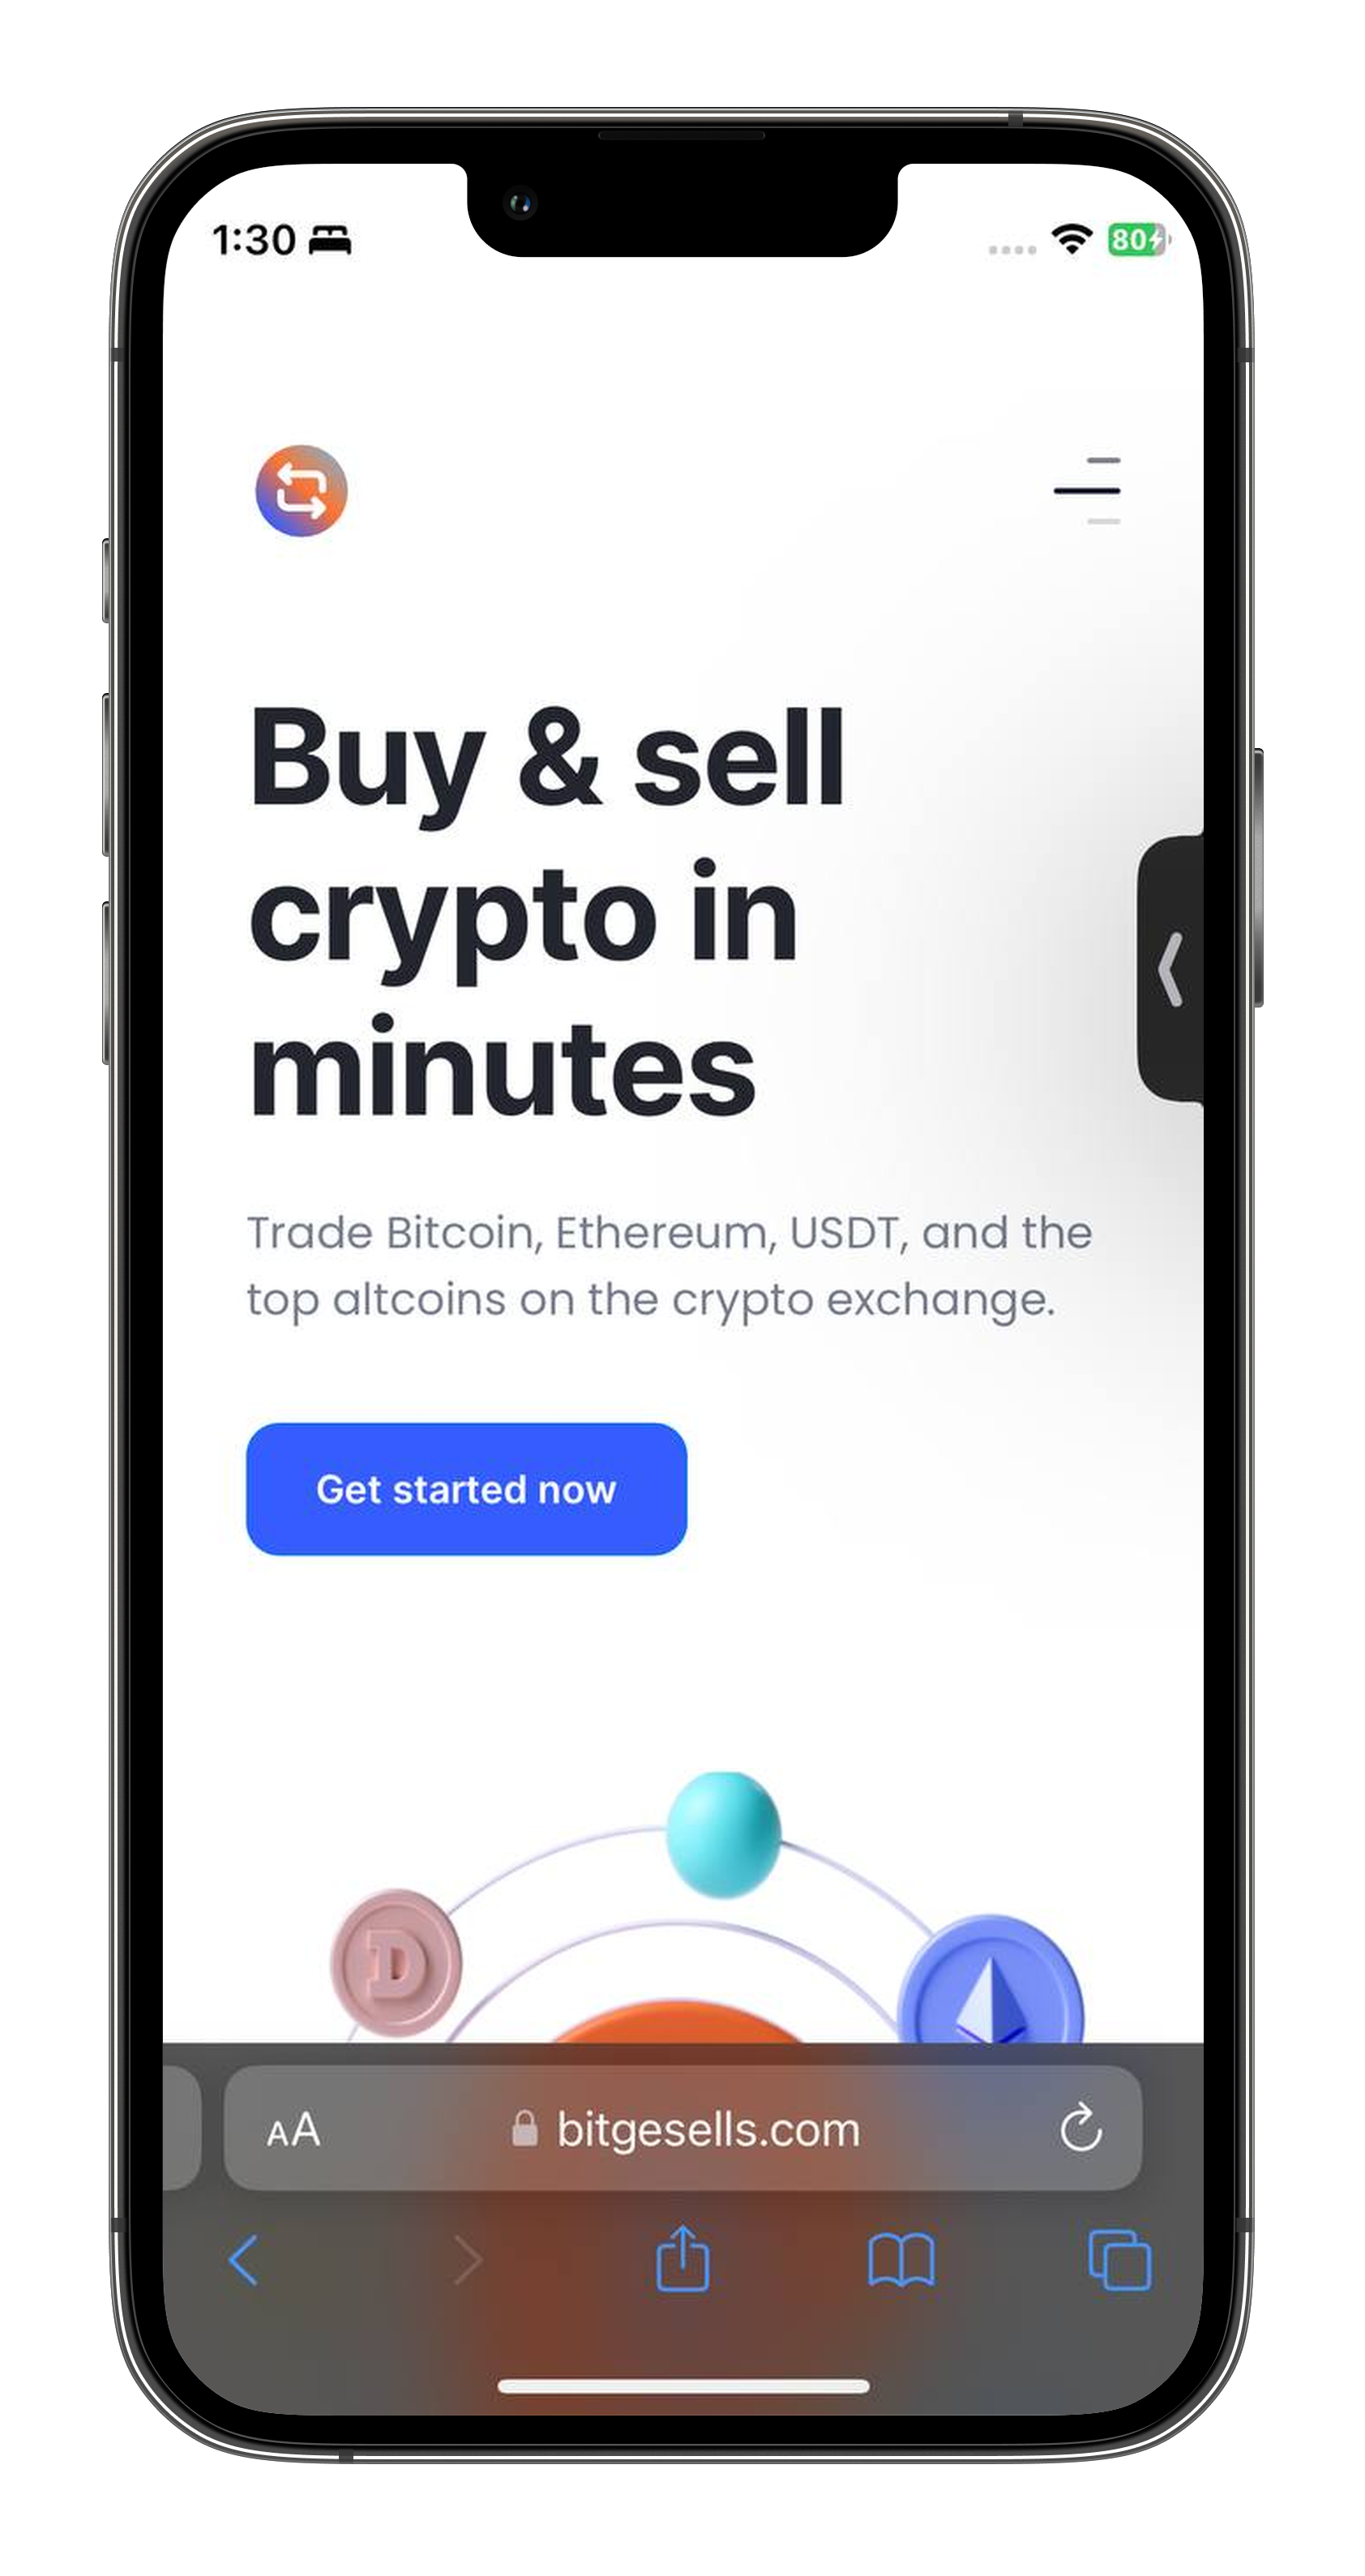 1:30
80
Buy & sell
crypto in
minutes
Trade Bitcoin, Ethereum, USDT, and the
top altcoins on the crypto exchange.
Get started now
D
AA
bitgesells.com